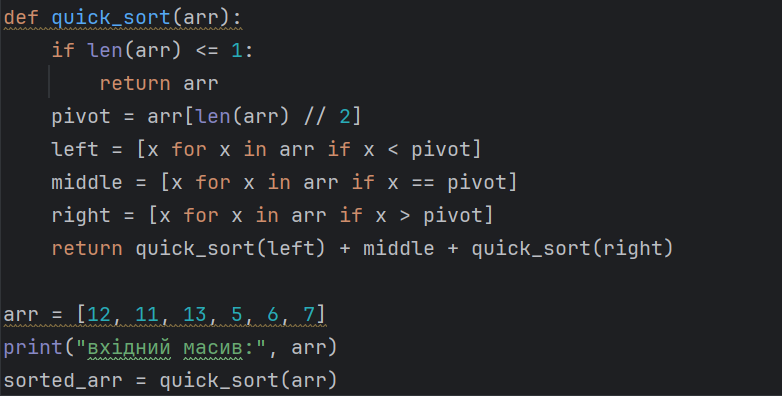 def quick_sort(arr):
    if len(arr) <= 1:
        return arr
    pivot = arr[len(arr) // 2]
    left = [x for x in arr if x < pivot]
    middle = [x for x in arr if x == pivot]
    right = [x for x in arr if x > pivot]
    return quick_sort(left) + middle + quick_sort(right)

arr = [12, 11, 13, 5, 6, 7]
print("вхідний масив:", arr)
sorted_arr = quick_sort(arr)